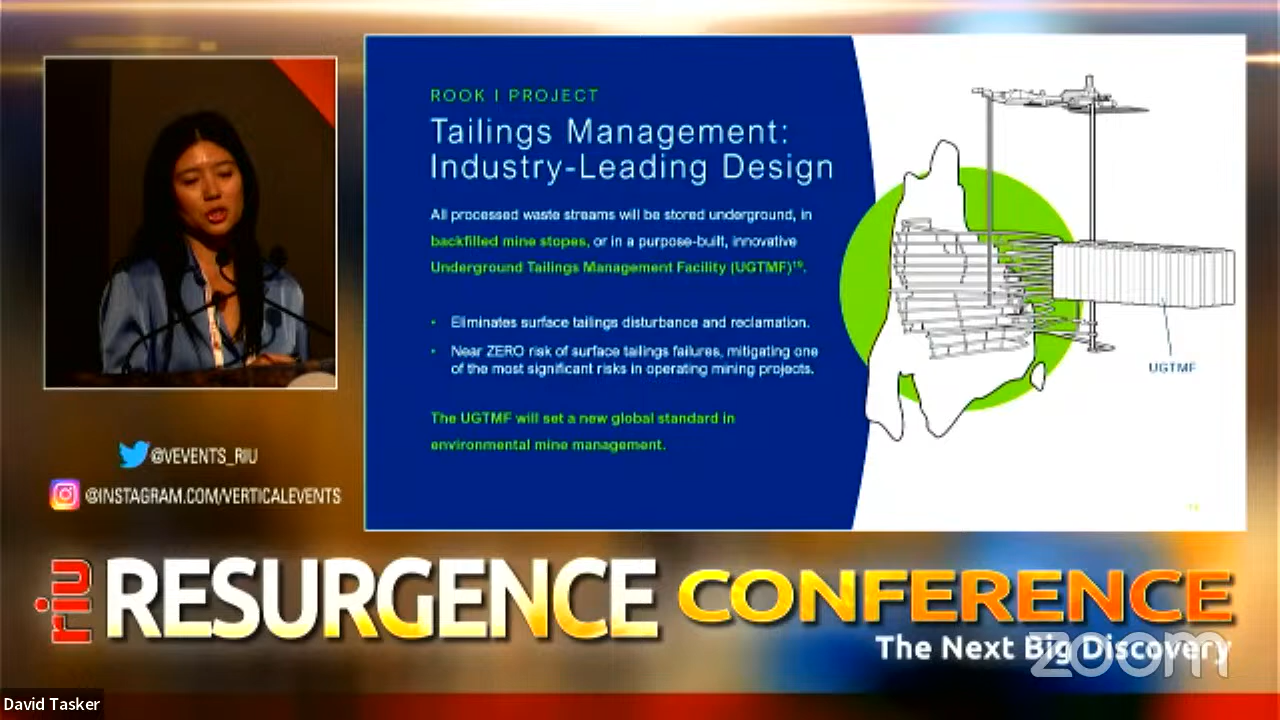 ROOK I PROJECT
Tailings Management:
Industry-Leading Design
All processed waste streams will be stored underground, in
backfilled mine stopes, or in a purpose-built, innovative
Underground Tailings Management Facility (UGTMF)¹⁹.
• Eliminates surface tailings disturbance and reclamation.
• Near ZERO risk of surface tailings failures, mitigating one
of the most significant risks in operating mining projects.
The UGTMF will set a new global standard in
environmental mine management.
UGTMF
@VEVENTS_RIU
@INSTAGRAM.COM/VERTICALEVENTS
riu RESURGENCE CONFERENCE
The Next Big Discovery
zoom
David Tasker